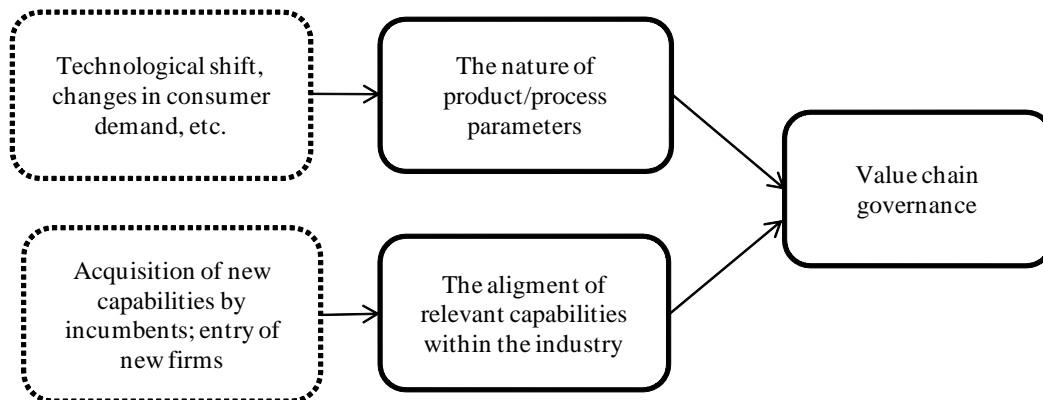 Technological shift,
changes in consumer
demand, etc.
The nature of
product/process
parameters
Value chain
governance
Acquisition of new
capabilities by
incumbents; entry of
new firms
The aligment of
relevant capabilities
within the industry